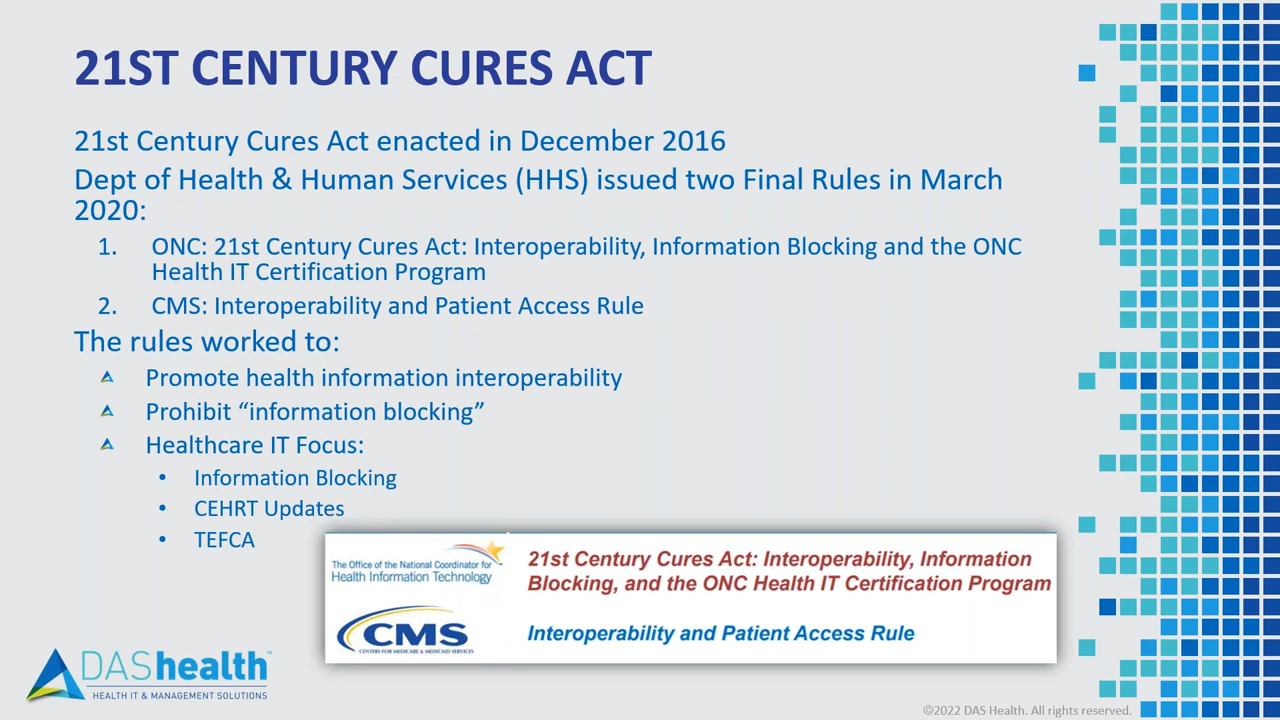 21ST CENTURY CURES ACT
21st Century Cures Act enacted in December 2016
Dept of Health & Human Services (HHS) issued two Final Rules in March
2020:
1. ONC: 21st Century Cures Act: Interoperability, Information Blocking and the ONC
Health IT Certification Program
2. CMS: Interoperability and Patient Access Rule
The rules worked to:
Promote health information interoperability
Prohibit “information blocking”
Healthcare IT Focus:
• Information Blocking
• CEHRT Updates
• TEFCA
The Office of the National Coordinator for
Health Information Technology
21st Century Cures Act: Interoperability, Information
Blocking, and the ONC Health IT Certification Program
CMS
CENTERS FOR MEDICARE & MEDICAID SERVICES
Interoperability and Patient Access Rule
DAShealth™
HEALTH IT & MANAGEMENT SOLUTIONS
©2022 DAS Health. All rights reserved.